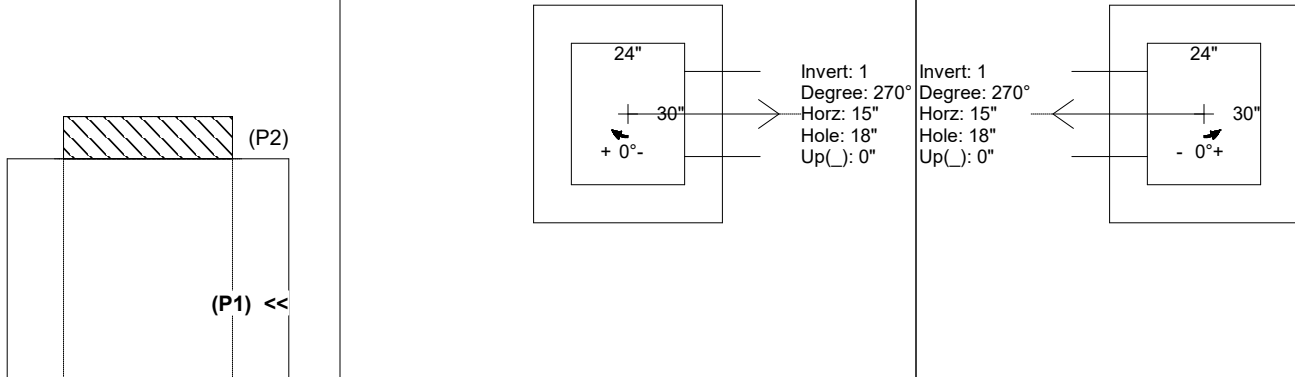 (P2)
(P1) <<
24"
30"
+ 0°-
Invert: 1
Degree: 270°
Horz: 15"
Hole: 18"
Up(_): 0"
Invert: 1
Degree: 270°
Horz: 15"
Hole: 18"
Up(_): 0"
24"
30"
- 0°+